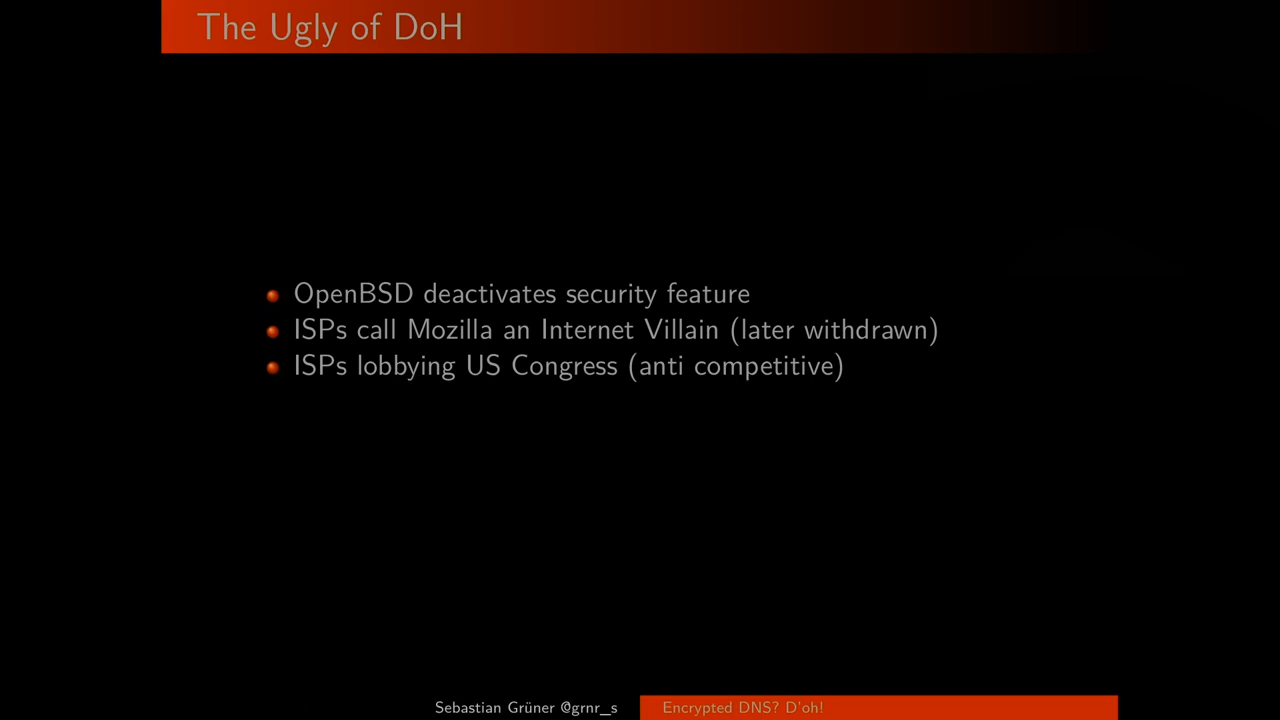 The Ugly of DoH
OpenBSD deactivates security feature
ISPs call Mozilla an Internet Villain (later withdrawn)
ISPs lobbying US Congress (anti competitive)
Sebastian Grüner @grnr_s
Encrypted DNS? D'oh!